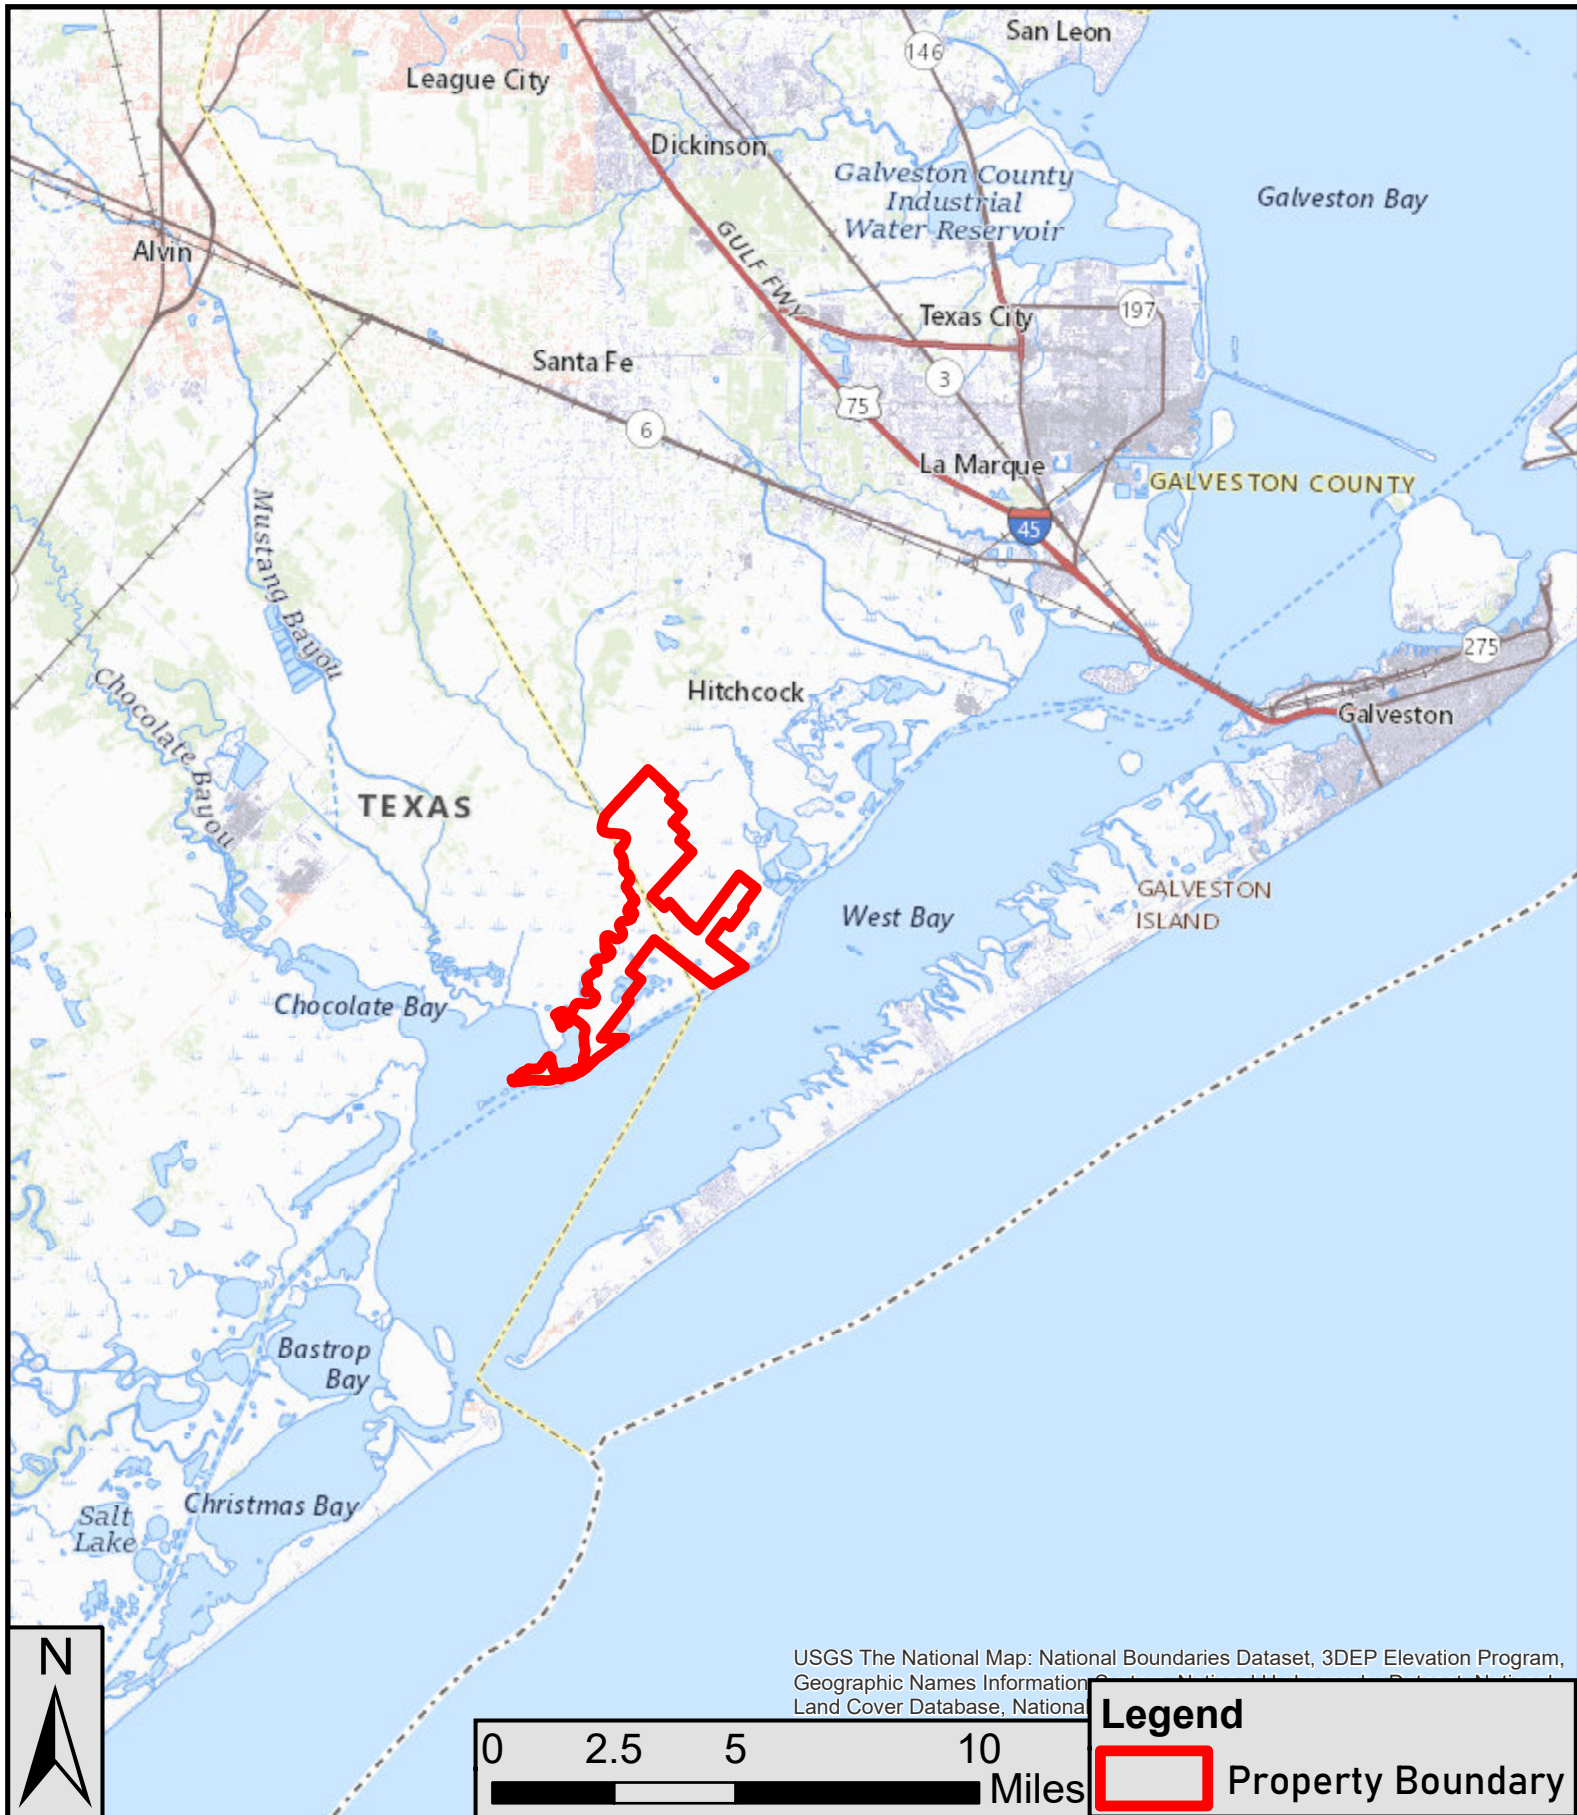 San Leon
146
League City
Dickinson
Galveston County
Industrial
Water Reservoir
Galveston Bay
GULF FWY
Alvin
197
Texas City
Santa Fe
3
75
6
La Marque
GALVESTON COUNTY
45
Mustang Bayou
275
Chocolate Bayou
Hitchcock
Galveston
TEXAS
GALVESTON
ISLAND
West Bay
Chocolate Bay
Bastrop
Bay
Christmas Bay
Salt
Lake
N
USGS The National Map: National Boundaries Dataset, 3DEP Elevation Program,
Geographic Names Information
Land Cover Database, National
Legend
Property Boundary
0 2.5 5 10
Miles